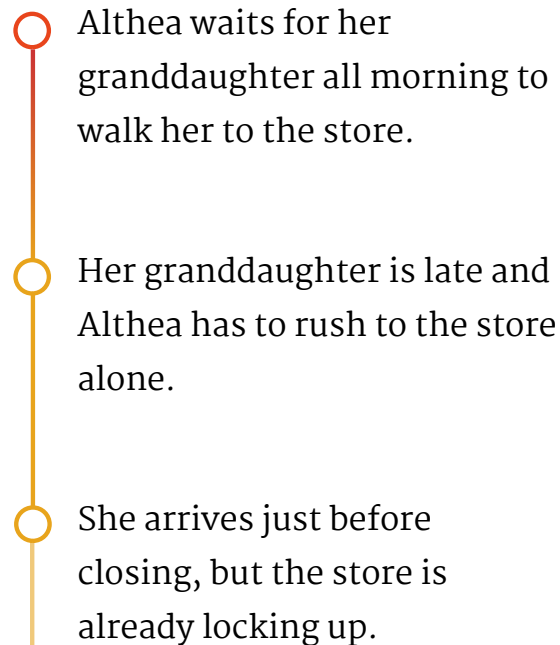 Althea waits for her
granddaughter all morning to
walk her to the store.
Her granddaughter is late and
Althea has to rush to the store
alone.
She arrives just before
closing, but the store is
already locking up.